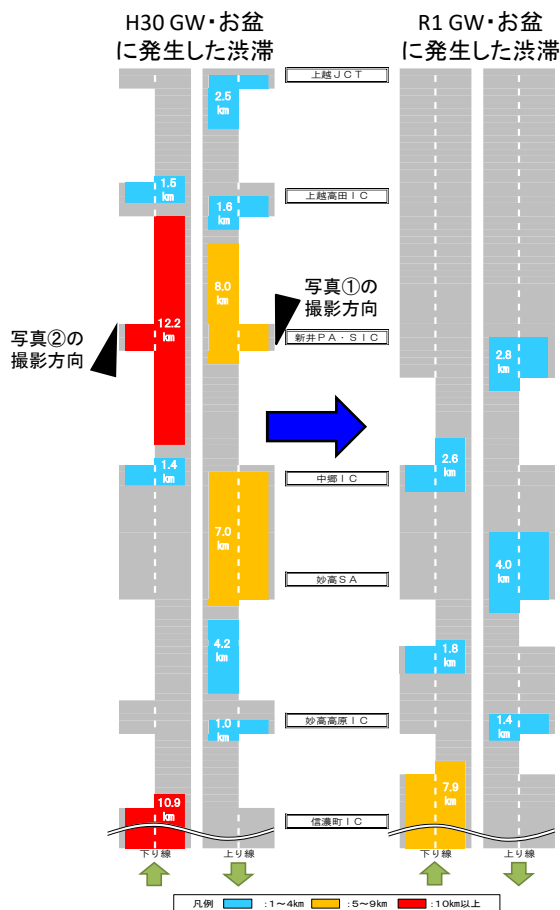 H30 GW・お盆
に発生した渋滞
R1 GW・お盆
に発生した渋滞
上越JCT
2.5
km
1.5
km
1.6
km
上越高田IC
8.0
km
写真①の
撮影方向
12.2
km
写真②の
撮影方向
新井PA・SIC
2.8
km
1.4
km
2.6
km
中郷IC
7.0
km
4.0
km
妙高SA
4.2
km
1.8
km
1.0
km
妙高高原IC
1.4
km
10.9
km
7.9
km
信濃町IC
下り線
上り線
下り線
上り線
凡例 :1~4km :5~9km :10km以上